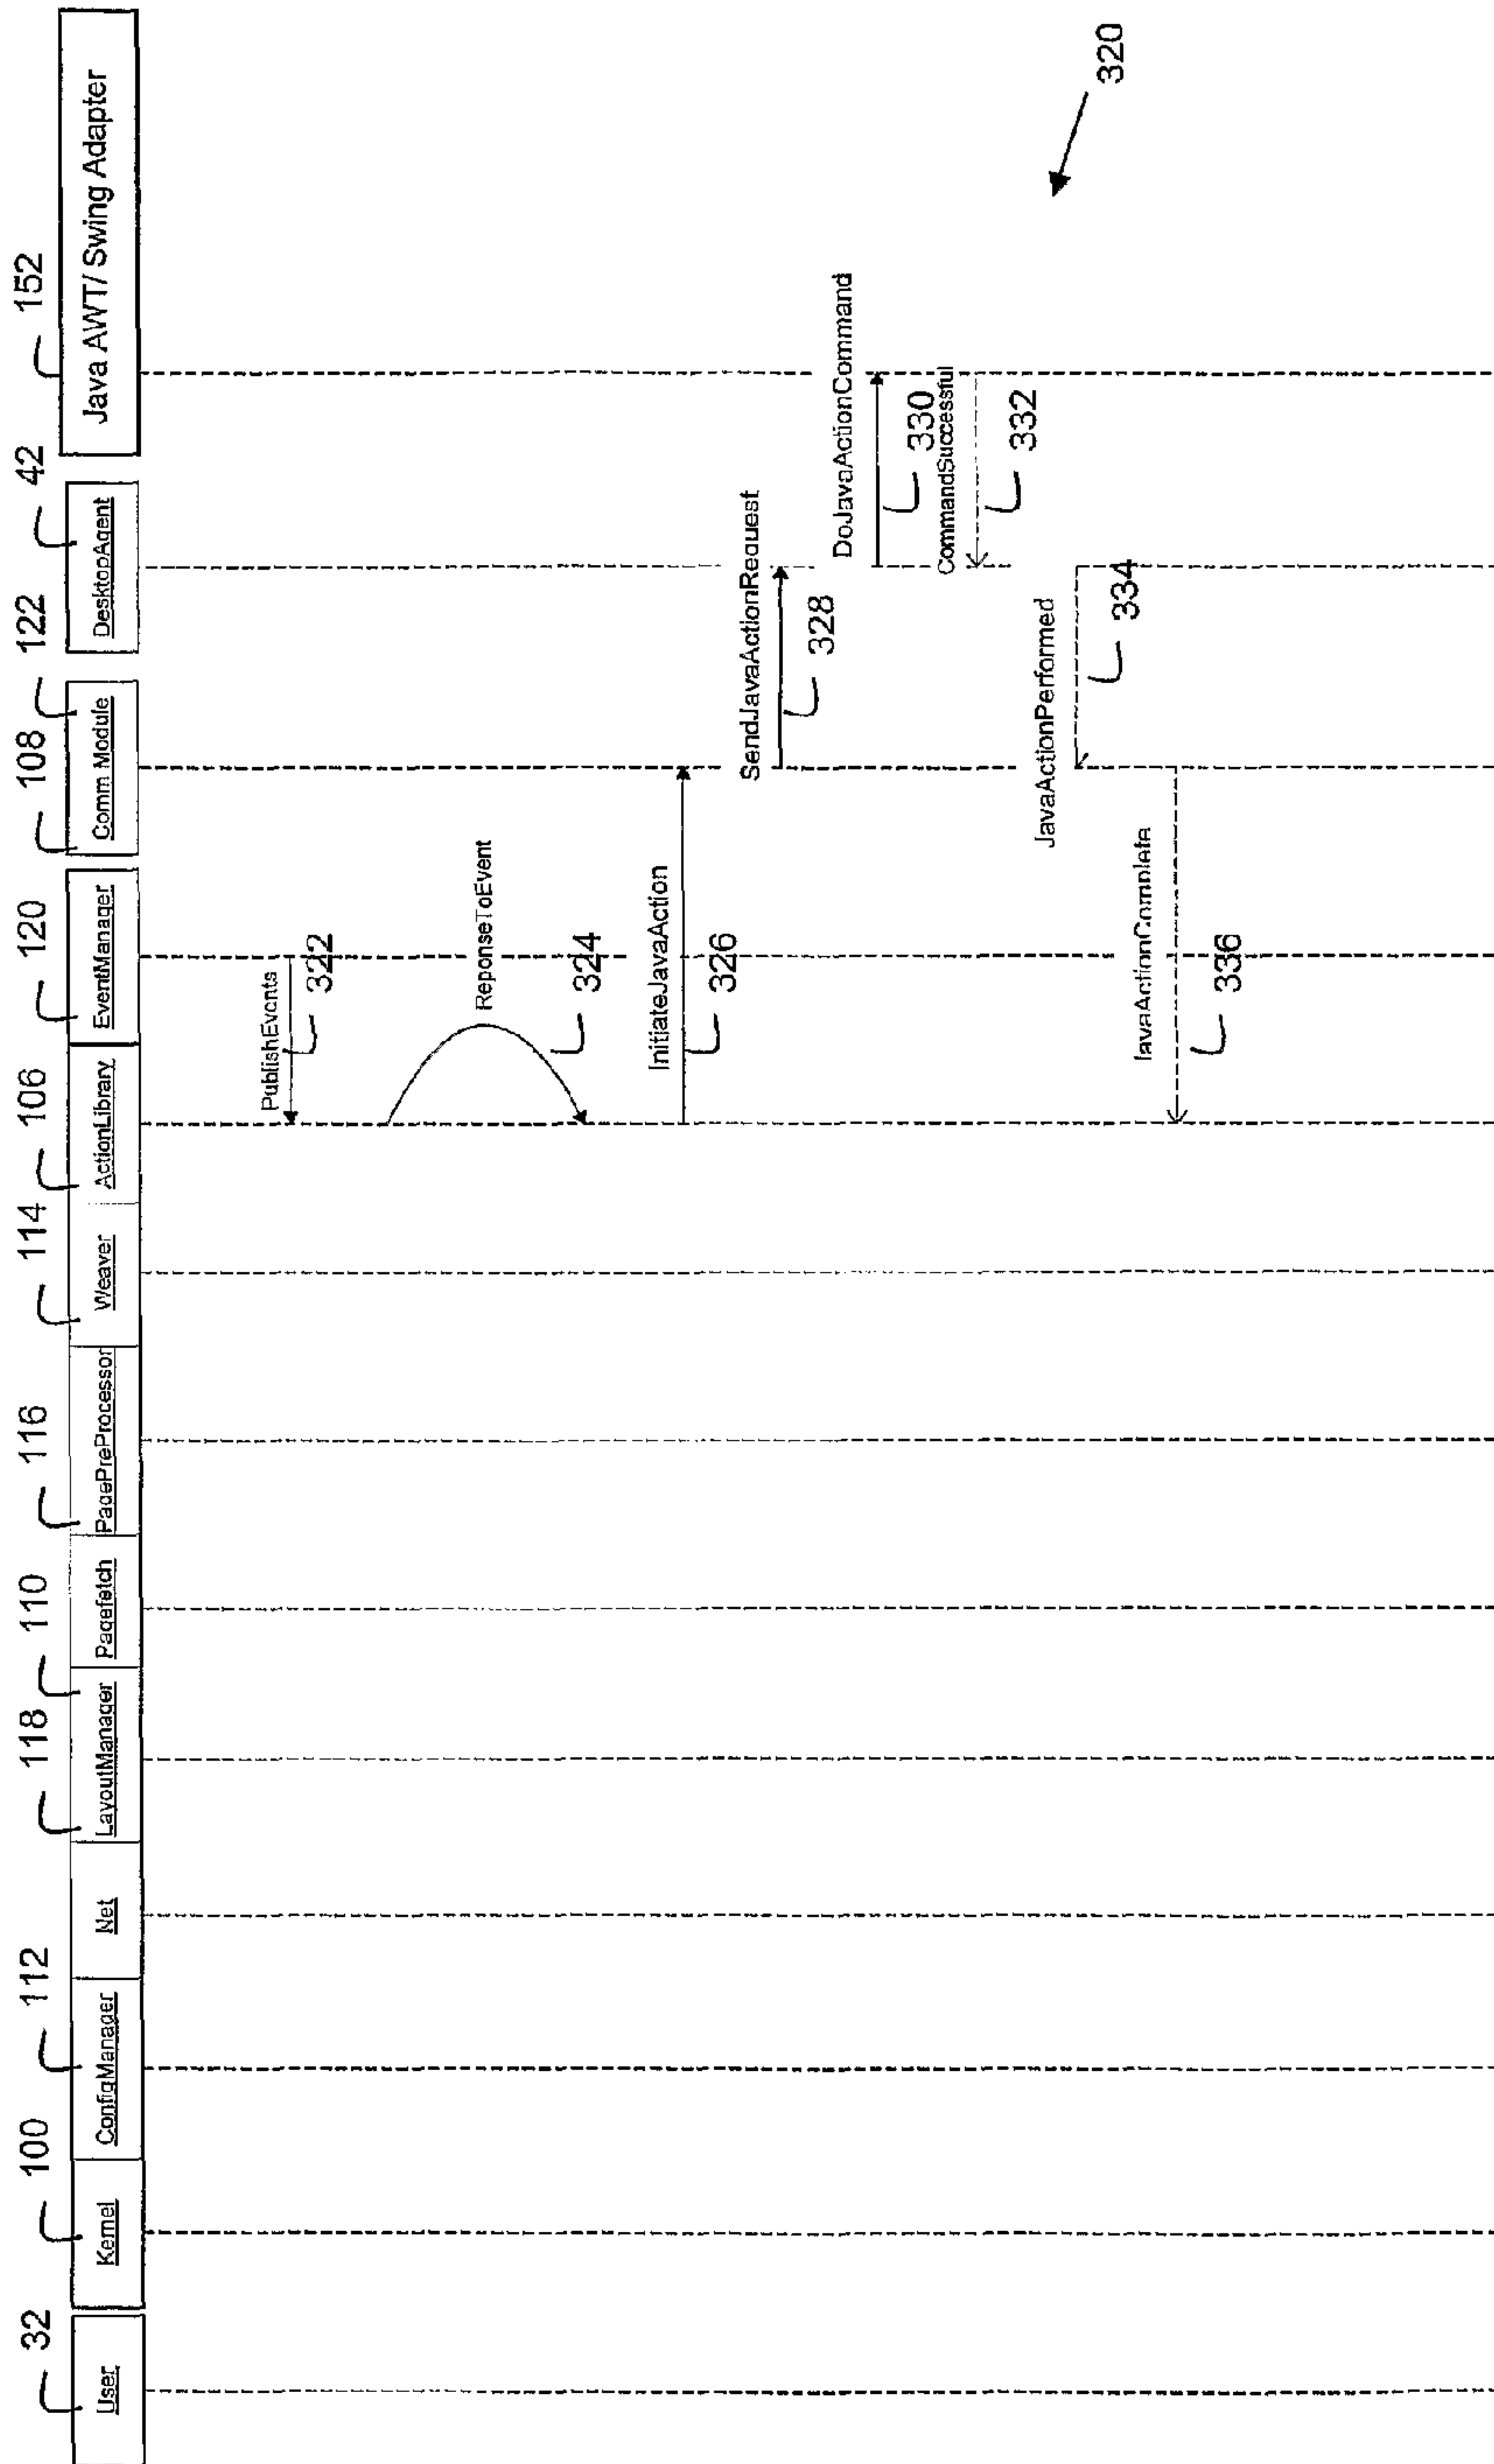 32
100
112
118
110
116
114
106
120
108
122
42
152
User
Kernel
ConfigManager
Net
LayoutManager
Pagefetch
PagePreProcessor
Weaver
ActionLibrary
EventManager
Comm Module
DesktopAgent
Java AWT/ Swing Adapter
PublishEvents
322
ReponseToEvent
324
InitiateJavaAction
326
SendJavaActionRequest
328
DoJavaActionCommand
330
CommandSuccessful
332
JavaActionPerformed
334
JavaActionComplete
336
320